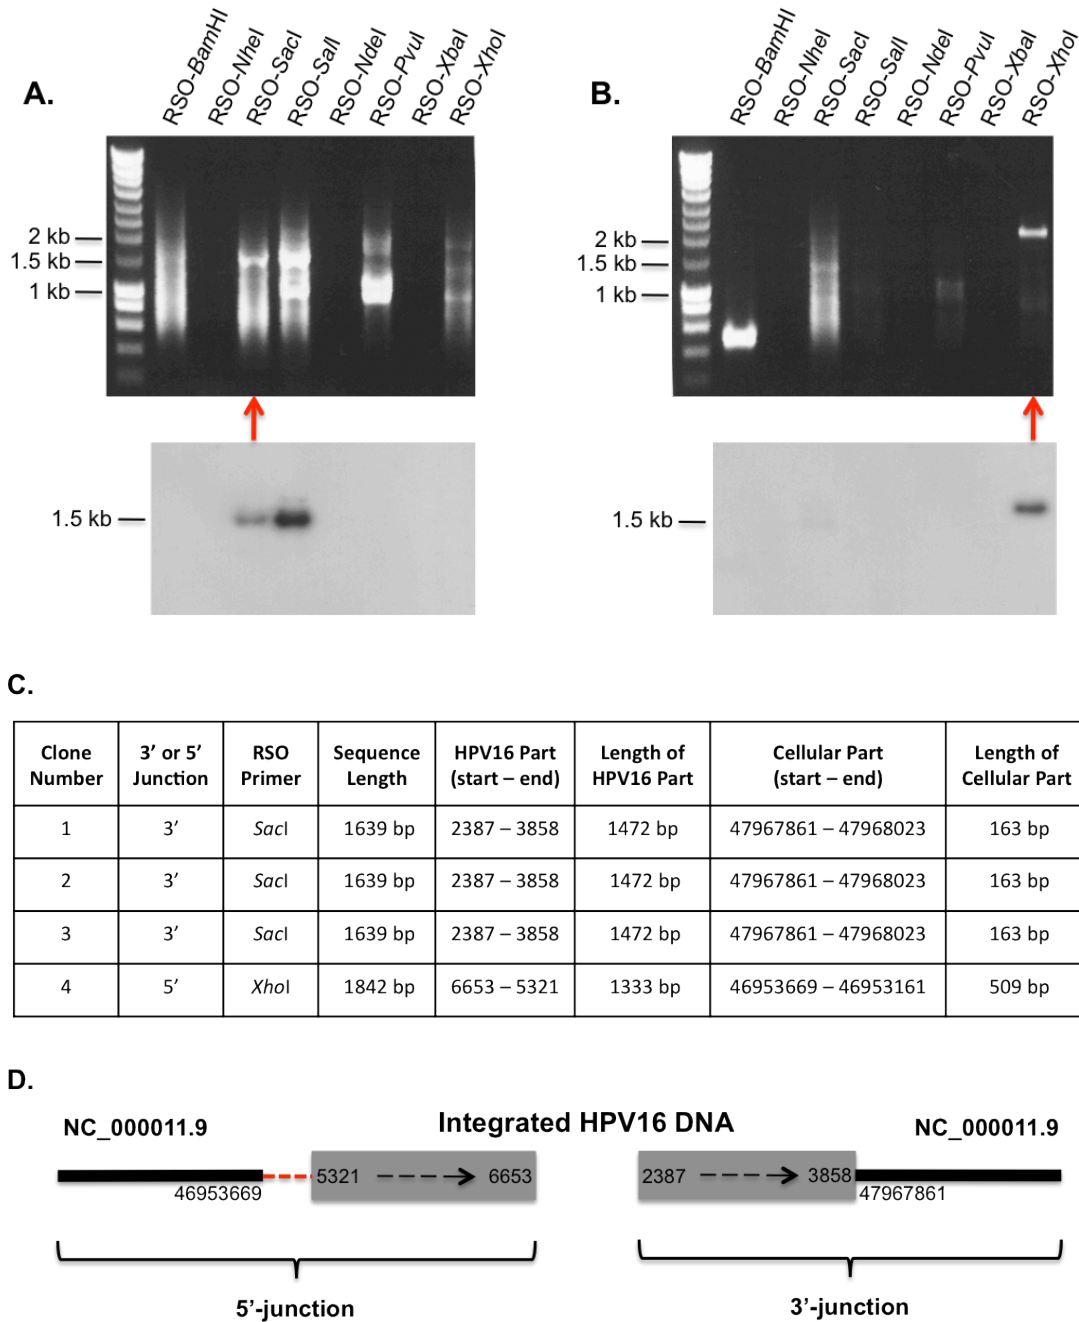 A.
RSO-BamHI
RSO-NheI
RSO-SacI
RSO-SalI
RSO-NdeI
RSO-PvuI
RSO-XbaI
RSO-XhoI
2 kb
1.5 kb
1 kb
1.5 kb
B.
RSO-BamHI
RSO-NheI
RSO-SacI
RSO-SalI
RSO-NdeI
RSO-PvuI
RSO-XbaI
RSO-XhoI
2 kb
1.5 kb
1 kb
1.5 kb
C.
Clone Number | 3’ or 5’ Junction | RSO Primer | Sequence Length | HPV16 Part (start – end) | Length of HPV16 Part | Cellular Part (start – end) | Length of Cellular Part
1 | 3’ | SacI | 1639 bp | 2387 – 3858 | 1472 bp | 47967861 – 47968023 | 163 bp
2 | 3’ | SacI | 1639 bp | 2387 – 3858 | 1472 bp | 47967861 – 47968023 | 163 bp
3 | 3’ | SacI | 1639 bp | 2387 – 3858 | 1472 bp | 47967861 – 47968023 | 163 bp
4 | 5’ | XhoI | 1842 bp | 6653 – 5321 | 1333 bp | 46953669 – 46953161 | 509 bp
D.
NC_000011.9
Integrated HPV16 DNA
NC_000011.9
5321 6653
2387 3858
46953669
47967861
5’-junction
3’-junction